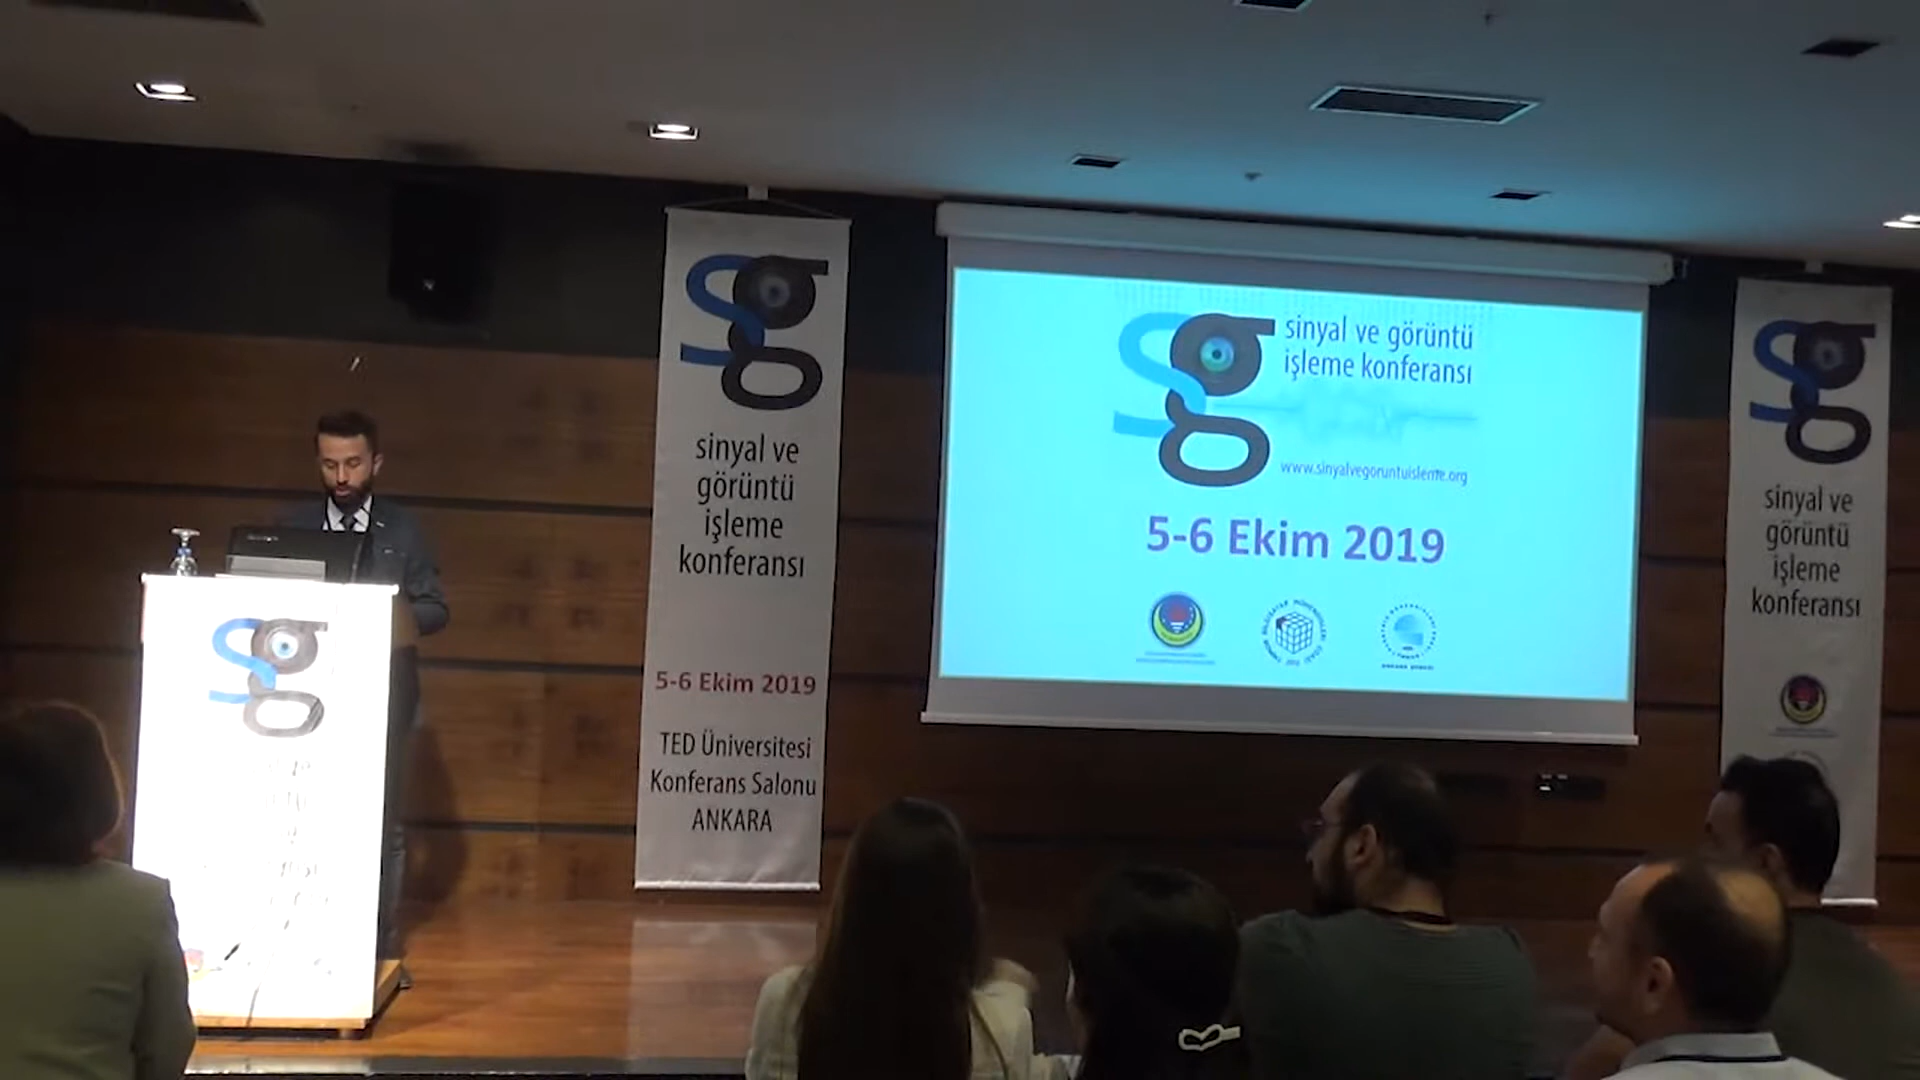 sinyal ve
görüntü
işleme
konferansı
5-6 Ekim 2019
TED Üniversitesi
Konferans Salonu
ANKARA
sinyal ve görüntü
işleme konferansı
www.sinyalvegoruntuisleme.org
5-6 Ekim 2019
sinyal ve
görüntü
işleme
konferansı